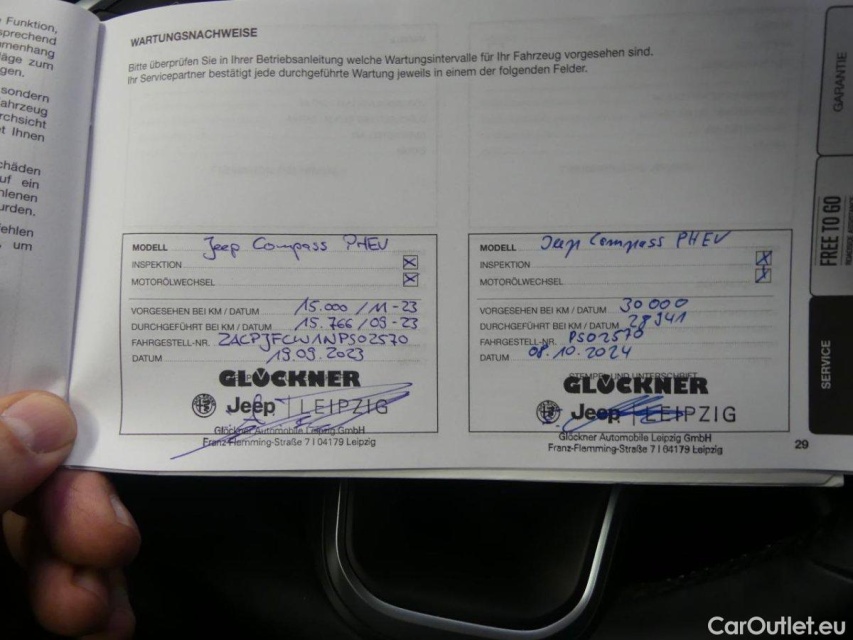 Funktion,
sprechend
menhang
läge zum
gen.
sondern
ahrzeug
rchsicht
t Ihnen
chäden
uf ein
hlenen
urden.
ehlen
um
WARTUNGSNACHWEISE
Bitte überprüfen Sie in Ihrer Betriebsanleitung welche Wartungsintervalle für Ihr Fahrzeug vorgesehen sind.
Ihr Servicepartner bestätigt jede durchgeführte Wartung jeweils in einem der folgenden Felder.
MODELL Jeep Compass PHEV
INSPEKTION
MOTORÖLWECHSEL
VORGESEHEN BEI KM / DATUM 15.000 / 11-23
DURCHGEFÜHRT BEI KM / DATUM 15.766 / 09-23
FAHRGESTELL-NR. ZACPJFCW1NPS02570
DATUM 19.09.2023
GLÖCKNER
Jeep | LEIPZIG
Glöckner Automobile Leipzig GmbH
Franz-Flemming-Straße 7 | 04179 Leipzig
MODELL Jeep Compass PHEV
INSPEKTION
MOTORÖLWECHSEL
VORGESEHEN BEI KM / DATUM 30000
DURCHGEFÜHRT BEI KM / DATUM 28941
FAHRGESTELL-NR. PS02570
DATUM 08.10.2024
STEMPEL UND UNTERSCHRIFT
GLÖCKNER
Jeep | LEIPZIG
Glöckner Automobile Leipzig GmbH
Franz-Flemming-Straße 7 | 04179 Leipzig
29
GARANTIE
FREE TO GO
SERVICE
CarOutlet.eu